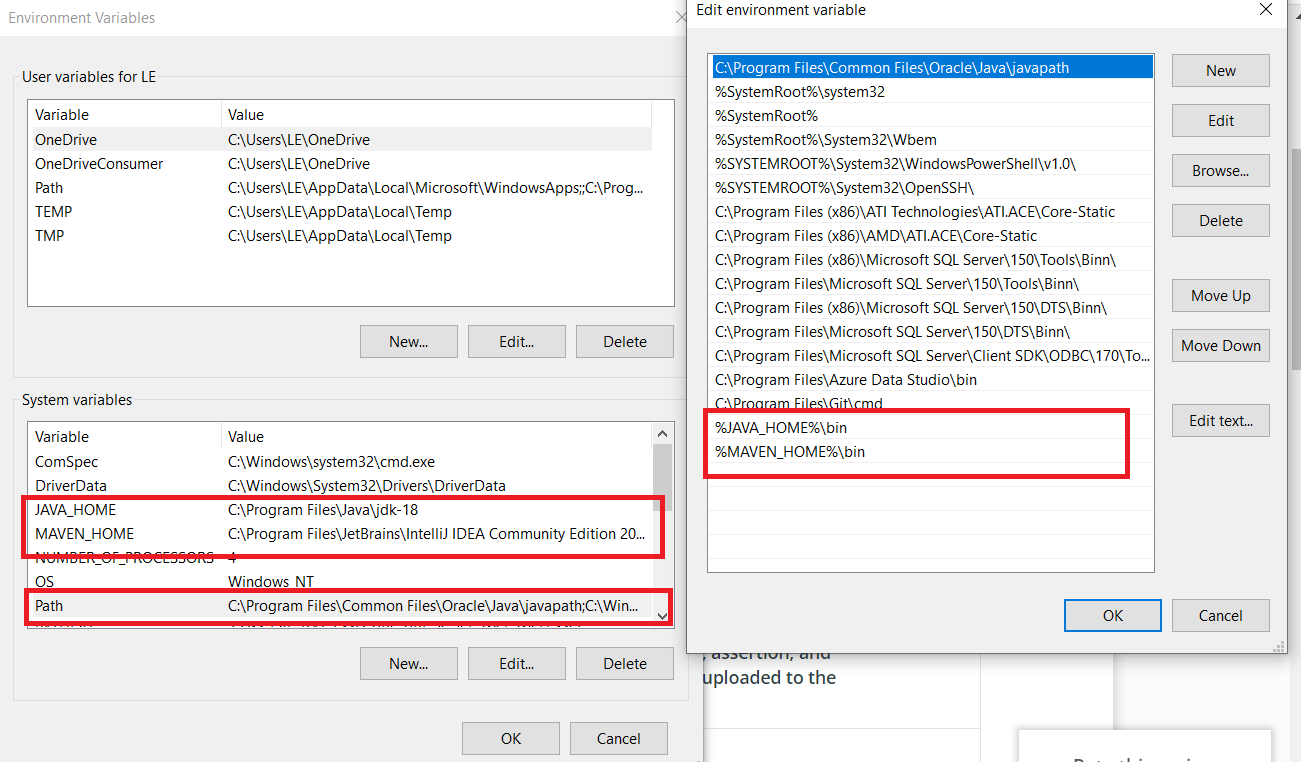 Environment Variables
User variables for LE
Variable Value
OneDrive C:\Users\LE\OneDrive
OneDriveConsumer C:\Users\LE\OneDrive
Path C:\Users\LE\AppData\Local\Microsoft\WindowsApps;;C:\Prog...
TEMP C:\Users\LE\AppData\Local\Temp
TMP C:\Users\LE\AppData\Local\Temp
New... Edit... Delete
System variables
Variable Value
ComSpec C:\Windows\system32\cmd.exe
DriverData C:\Windows\System32\Drivers\DriverData
JAVA_HOME C:\Program Files\Java\jdk-18
MAVEN_HOME C:\Program Files\JetBrains\IntelliJ IDEA Community Edition 20...
NUMBER_OF_PROCESSORS 4
OS Windows_NT
Path C:\Program Files\Common Files\Oracle\Java\javapath;C:\Win...
New... Edit... Delete
OK Cancel
Edit environment variable
C:\Program Files\Common Files\Oracle\Java\javapath
%SystemRoot%\system32
%SystemRoot%
%SystemRoot%\System32\Wbem
%SYSTEMROOT%\System32\WindowsPowerShell\v1.0\
%SYSTEMROOT%\System32\OpenSSH\
C:\Program Files (x86)\ATI Technologies\ATI.ACE\Core-Static
C:\Program Files (x86)\AMD\ATI.ACE\Core-Static
C:\Program Files (x86)\Microsoft SQL Server\150\Tools\Binn\
C:\Program Files\Microsoft SQL Server\150\Tools\Binn\
C:\Program Files (x86)\Microsoft SQL Server\150\DTS\Binn\
C:\Program Files\Microsoft SQL Server\150\DTS\Binn\
C:\Program Files\Microsoft SQL Server\Client SDK\ODBC\170\To...
C:\Program Files\Azure Data Studio\bin
C:\Program Files\Git\cmd
%JAVA_HOME%\bin
%MAVEN_HOME%\bin
New
Edit
Browse...
Delete
Move Up
Move Down
Edit text...
OK Cancel
, assertion, and
uploaded to the